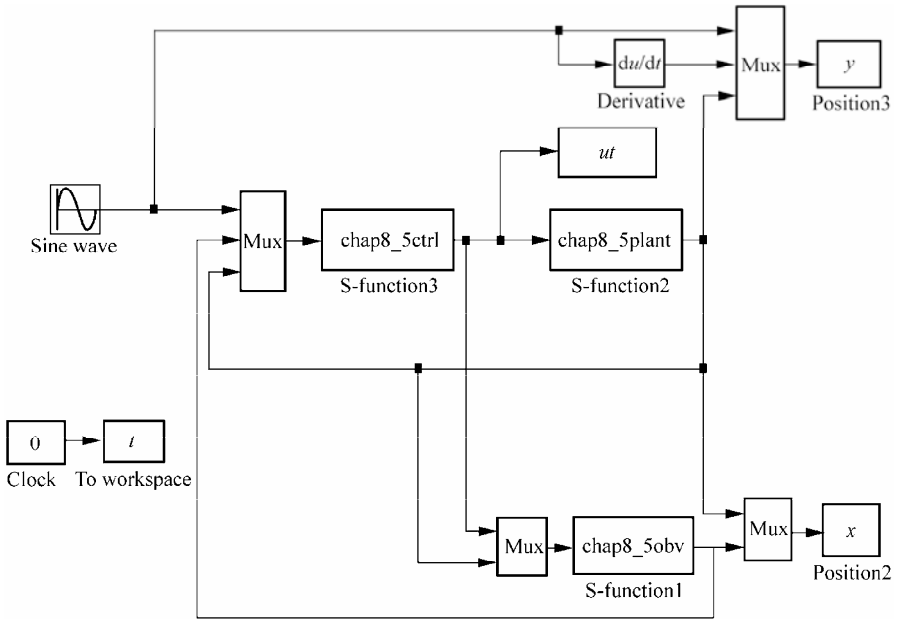 du/dt
Mux
y
Derivative
Position3
ut
Sine wave
Mux
chap8_5ctrl
chap8_5plant
S-function3
S-function2
0
t
Clock
To workspace
Mux
chap8_5obv
Mux
x
S-function1
Position2